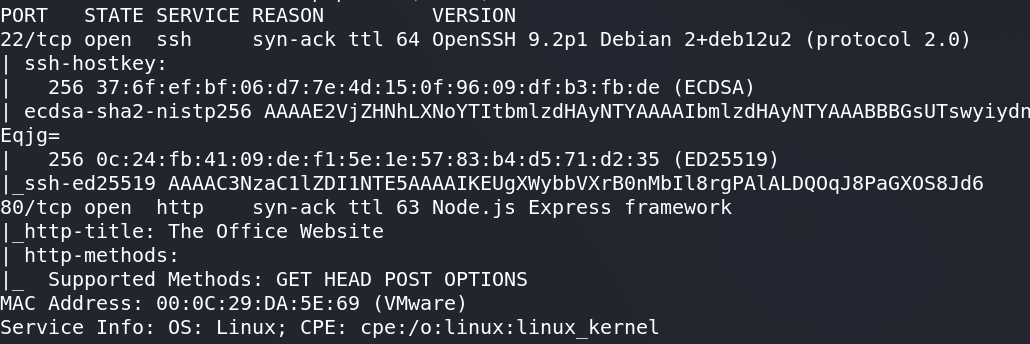 PORT   STATE SERVICE REASON         VERSION
22/tcp open  ssh     syn-ack ttl 64 OpenSSH 9.2p1 Debian 2+deb12u2 (protocol 2.0)
| ssh-hostkey:
|   256 37:6f:ef:bf:06:d7:7e:4d:15:0f:96:09:df:b3:fb:de (ECDSA)
| ecdsa-sha2-nistp256 AAAAE2VjZHNhLXNoYTItbmlzdHAyNTYAAAAIbmlzdHAyNTYAAABBBGsUTswyiydn
Eqjg=
|   256 0c:24:fb:41:09:de:f1:5e:1e:57:83:b4:d5:71:d2:35 (ED25519)
|_ssh-ed25519 AAAAC3NzaC1lZDI1NTE5AAAAIKEUgXWybbVXrB0nMbIl8rgPAlALDQOqJ8PaGXOS8Jd6
80/tcp open  http    syn-ack ttl 63 Node.js Express framework
|_http-title: The Office Website
| http-methods:
|_  Supported Methods: GET HEAD POST OPTIONS
MAC Address: 00:0C:29:DA:5E:69 (VMware)
Service Info: OS: Linux; CPE: cpe:/o:linux:linux_kernel